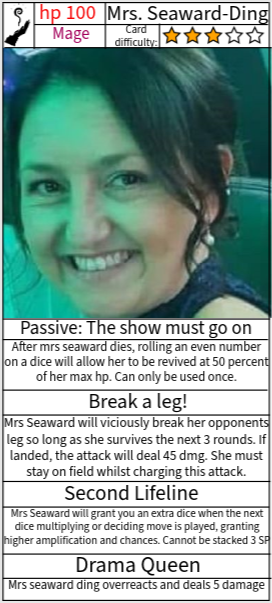 hp 100 Mrs. Seaward-Ding
Mage Card
difficulty:
Passive: The show must go on
After mrs seaward dies, rolling an even number
on a dice will allow her to be revived at 50 percent
of her max hp. Can only be used once.
Break a leg!
Mrs Seaward will viciously break her opponents
leg so long as she survives the next 3 rounds. If
landed, the attack will deal 45 dmg. She must
stay on field whilst charging this attack.
Second Lifeline
Mrs Seaward will grant you an extra dice when the next
dice multiplying or deciding move is played, granting
higher amplification and chances. Cannot be stacked 3 SP
Drama Queen
Mrs seaward ding overreacts and deals 5 damage